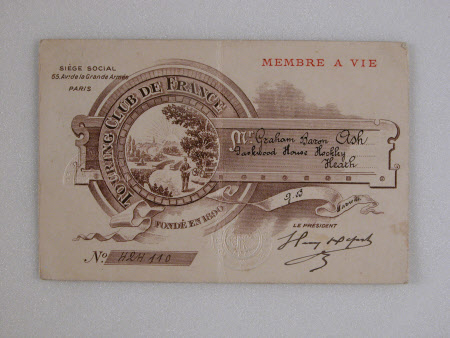 SIÈGE SOCIAL
65. Av. de la Grande Armée
PARIS
MEMBRE A VIE
TOURING CLUB DE FRANCE
FONDÉ EN 1890
Mr Graham Baron Ash
Packwood House Hockley
Heath
G.B
LE PRÉSIDENT
No H2H110